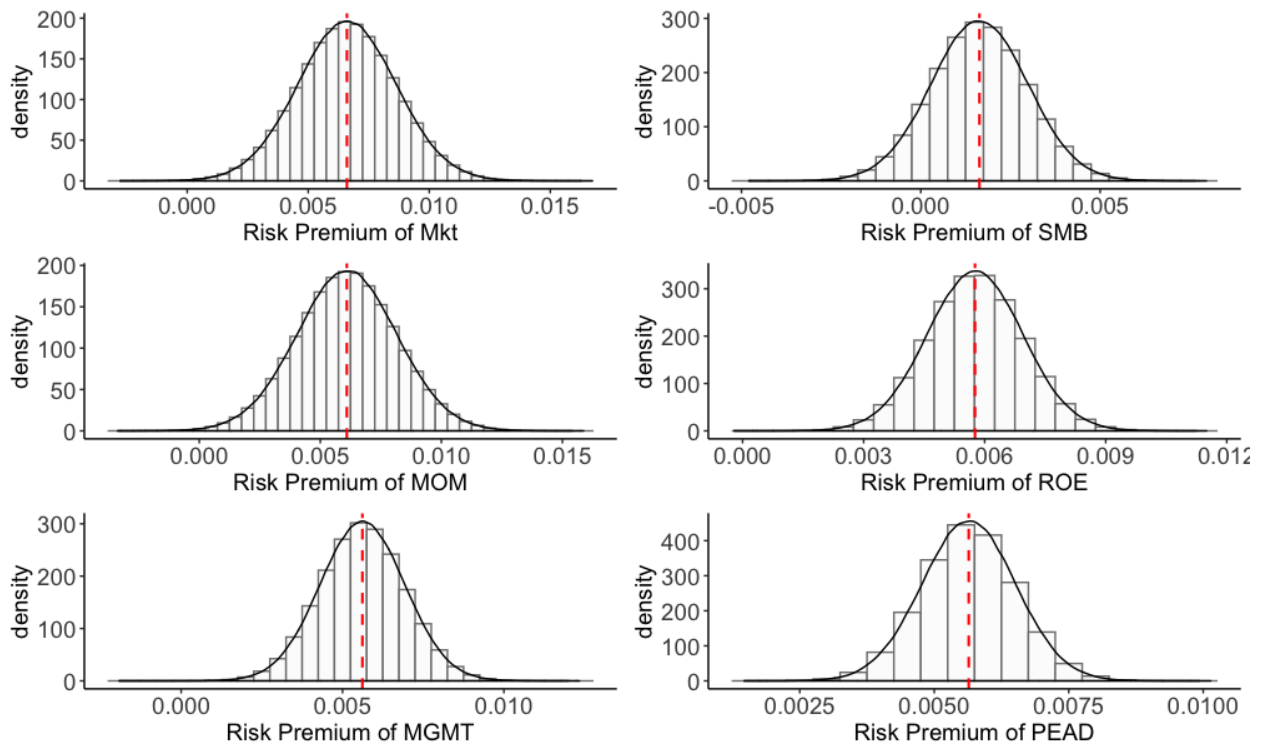 200
150
100
50
0
density
0.000 0.005 0.010 0.015
Risk Premium of Mkt
300
200
100
0
density
-0.005 0.000 0.005
Risk Premium of SMB
200
150
100
50
0
density
0.000 0.005 0.010 0.015
Risk Premium of MOM
300
200
100
0
density
0.000 0.003 0.006 0.009 0.012
Risk Premium of ROE
300
200
100
0
density
0.000 0.005 0.010
Risk Premium of MGMT
400
300
200
100
0
density
0.0025 0.0050 0.0075 0.0100
Risk Premium of PEAD